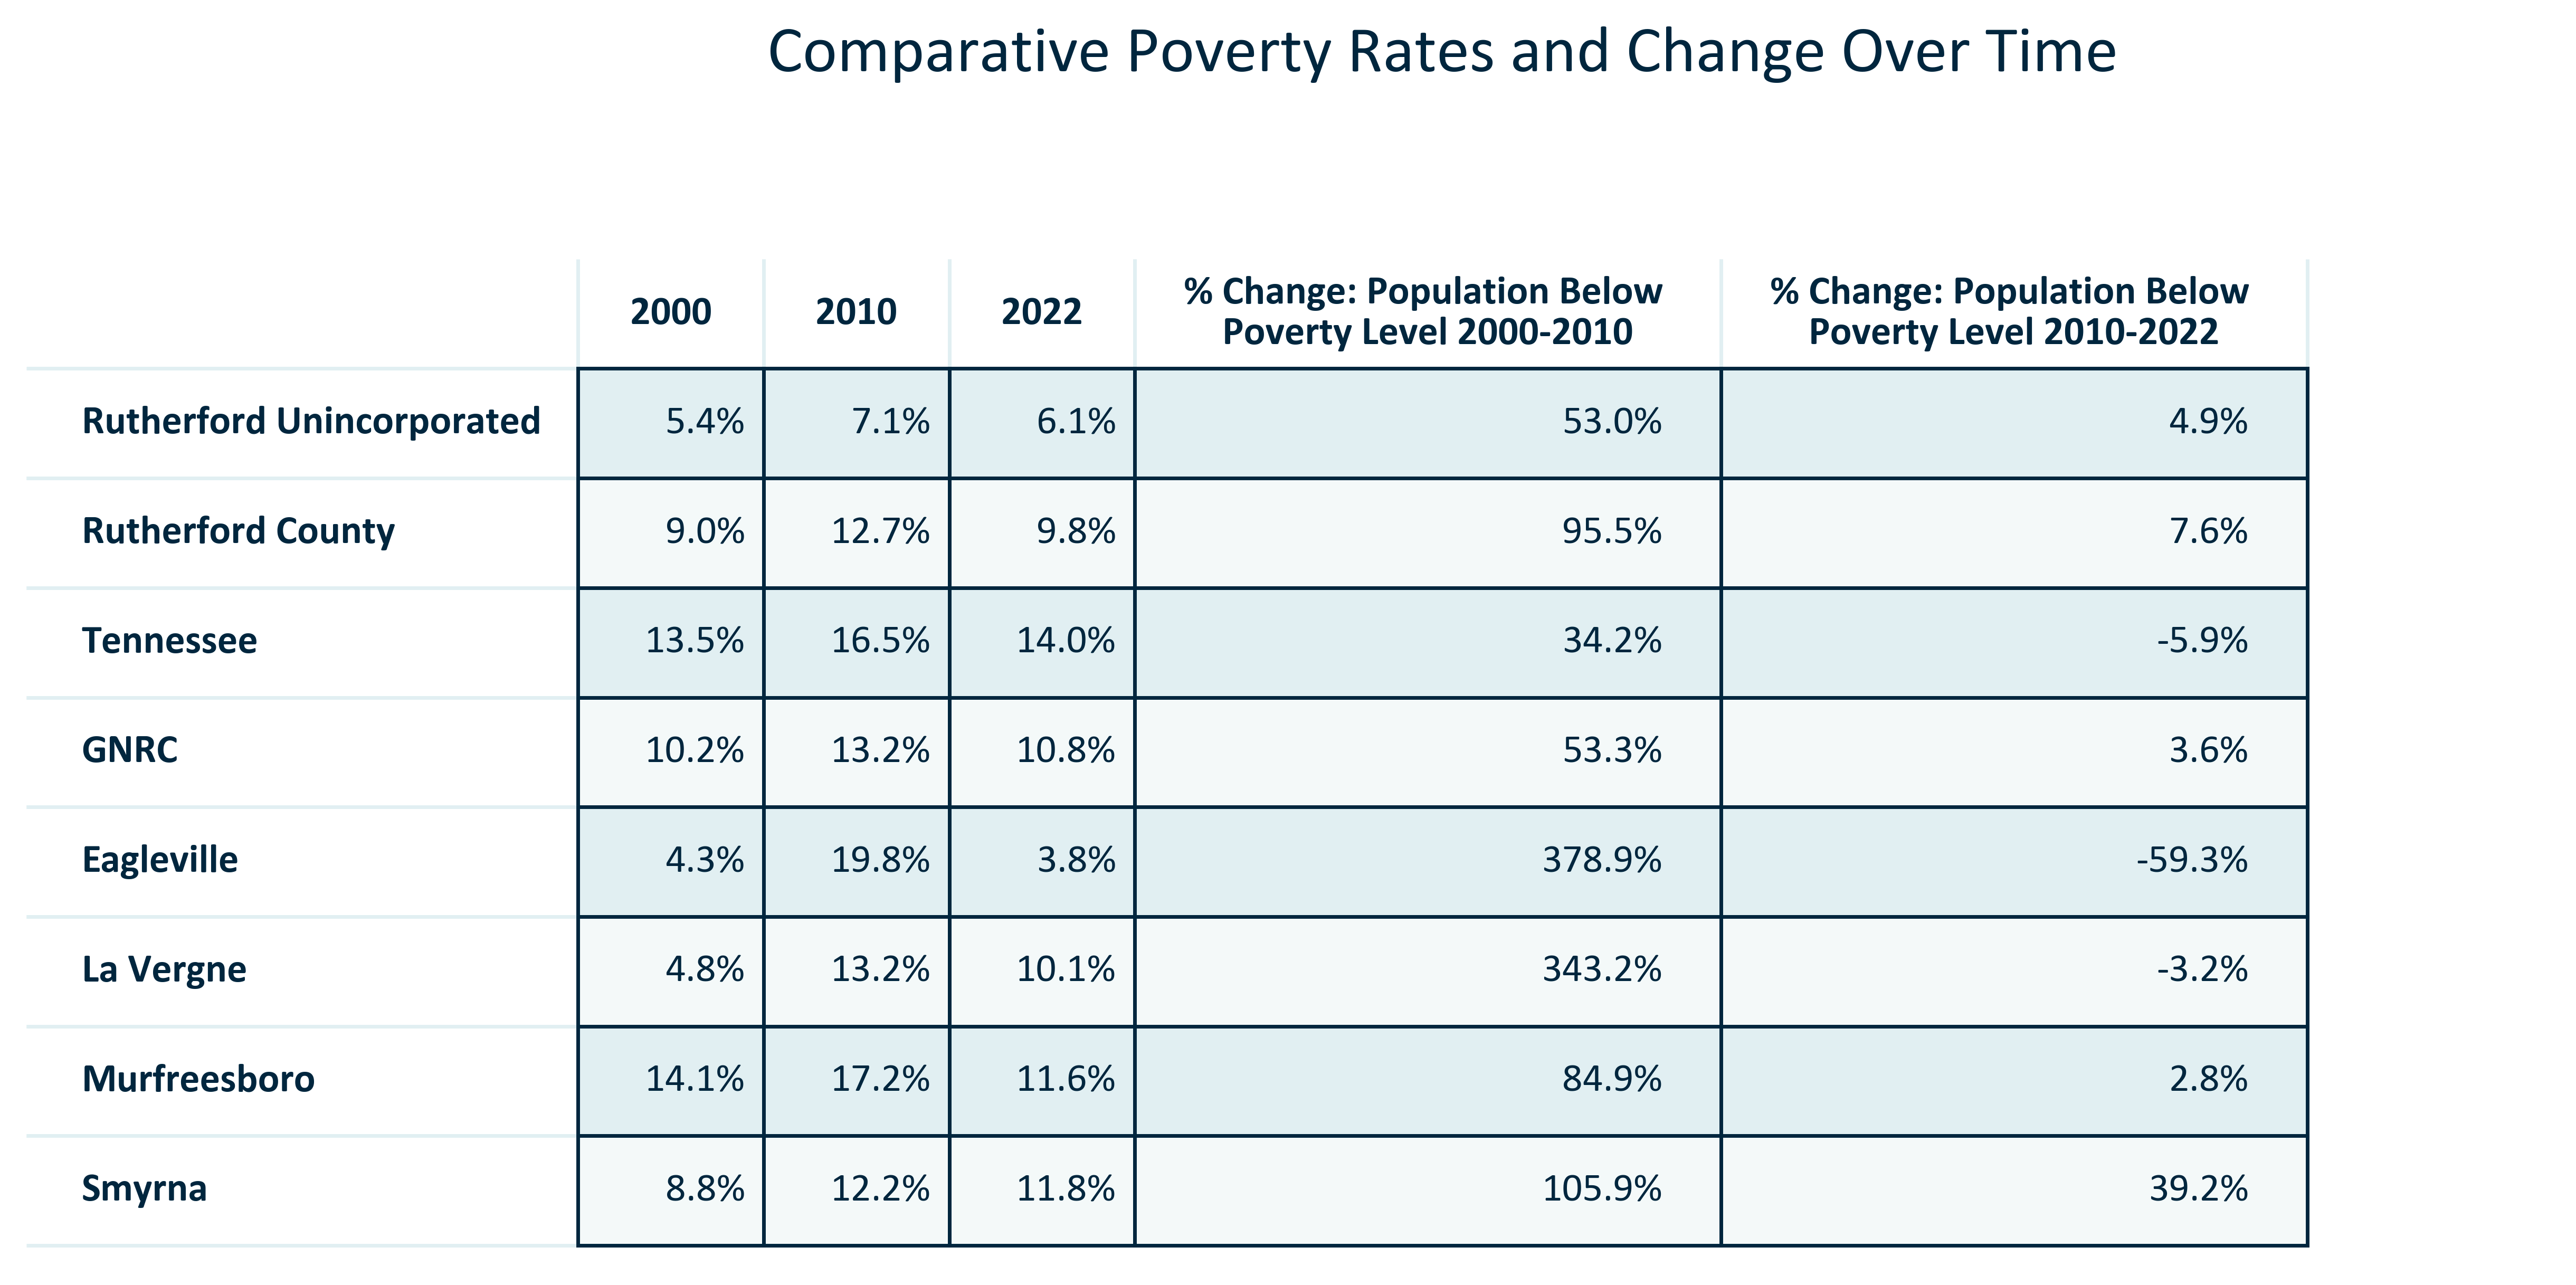 Comparative Poverty Rates and Change Over Time
2000 2010 2022 % Change: Population Below Poverty Level 2000-2010 % Change: Population Below Poverty Level 2010-2022
Rutherford Unincorporated 5.4% 7.1% 6.1% 53.0% 4.9%
Rutherford County 9.0% 12.7% 9.8% 95.5% 7.6%
Tennessee 13.5% 16.5% 14.0% 34.2% -5.9%
GNRC 10.2% 13.2% 10.8% 53.3% 3.6%
Eagleville 4.3% 19.8% 3.8% 378.9% -59.3%
La Vergne 4.8% 13.2% 10.1% 343.2% -3.2%
Murfreesboro 14.1% 17.2% 11.6% 84.9% 2.8%
Smyrna 8.8% 12.2% 11.8% 105.9% 39.2%